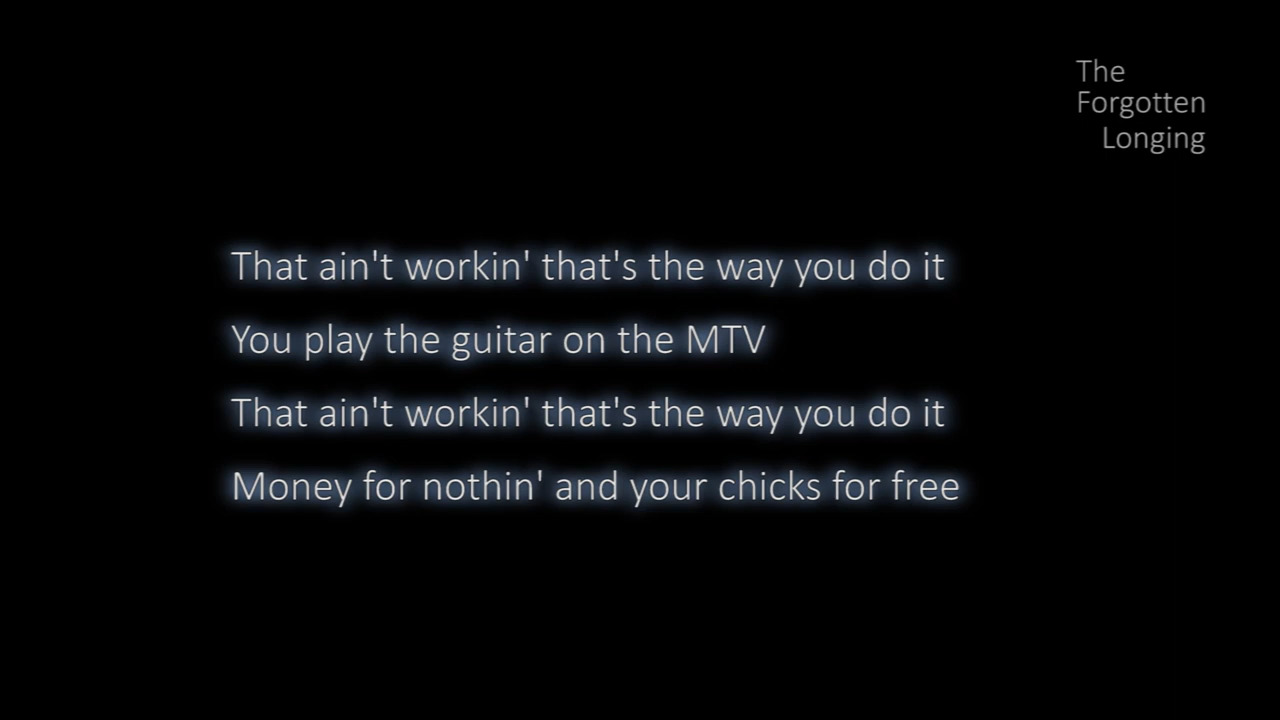 The
Forgotten
Longing
That ain't workin' that's the way you do it
You play the guitar on the MTV
That ain't workin' that's the way you do it
Money for nothin' and your chicks for free